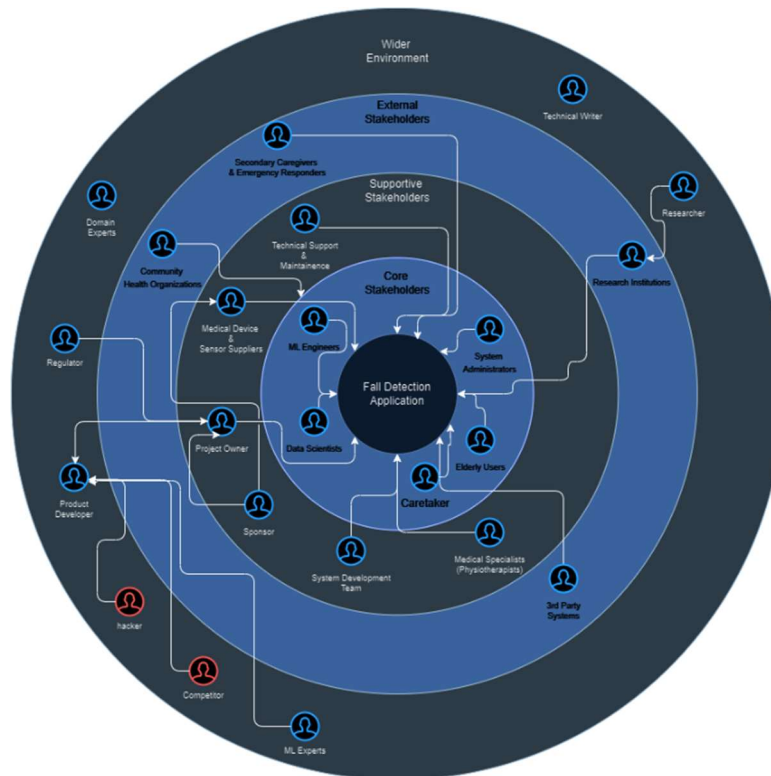 Wider
Environment
Technical Writer
External
Stakeholders
Secondary Caregivers
& Emergency Responders
Supportive
Stakeholders
Domain
Experts
Researcher
Technical Support
&
Maintainence
Community
Health Organizations
Research Institutions
Core
Stakeholders
Medical Device
&
Sensor Suppliers
ML Engineers
System
Administrators
Regulator
Fall Detection
Application
Project Owner
Data Scientists
Elderly Users
Caretaker
Product
Developer
Sponsor
System Development
Team
Medical Specialists
(Physiotherapists)
3rd Party
Systems
hacker
Competitor
ML Experts